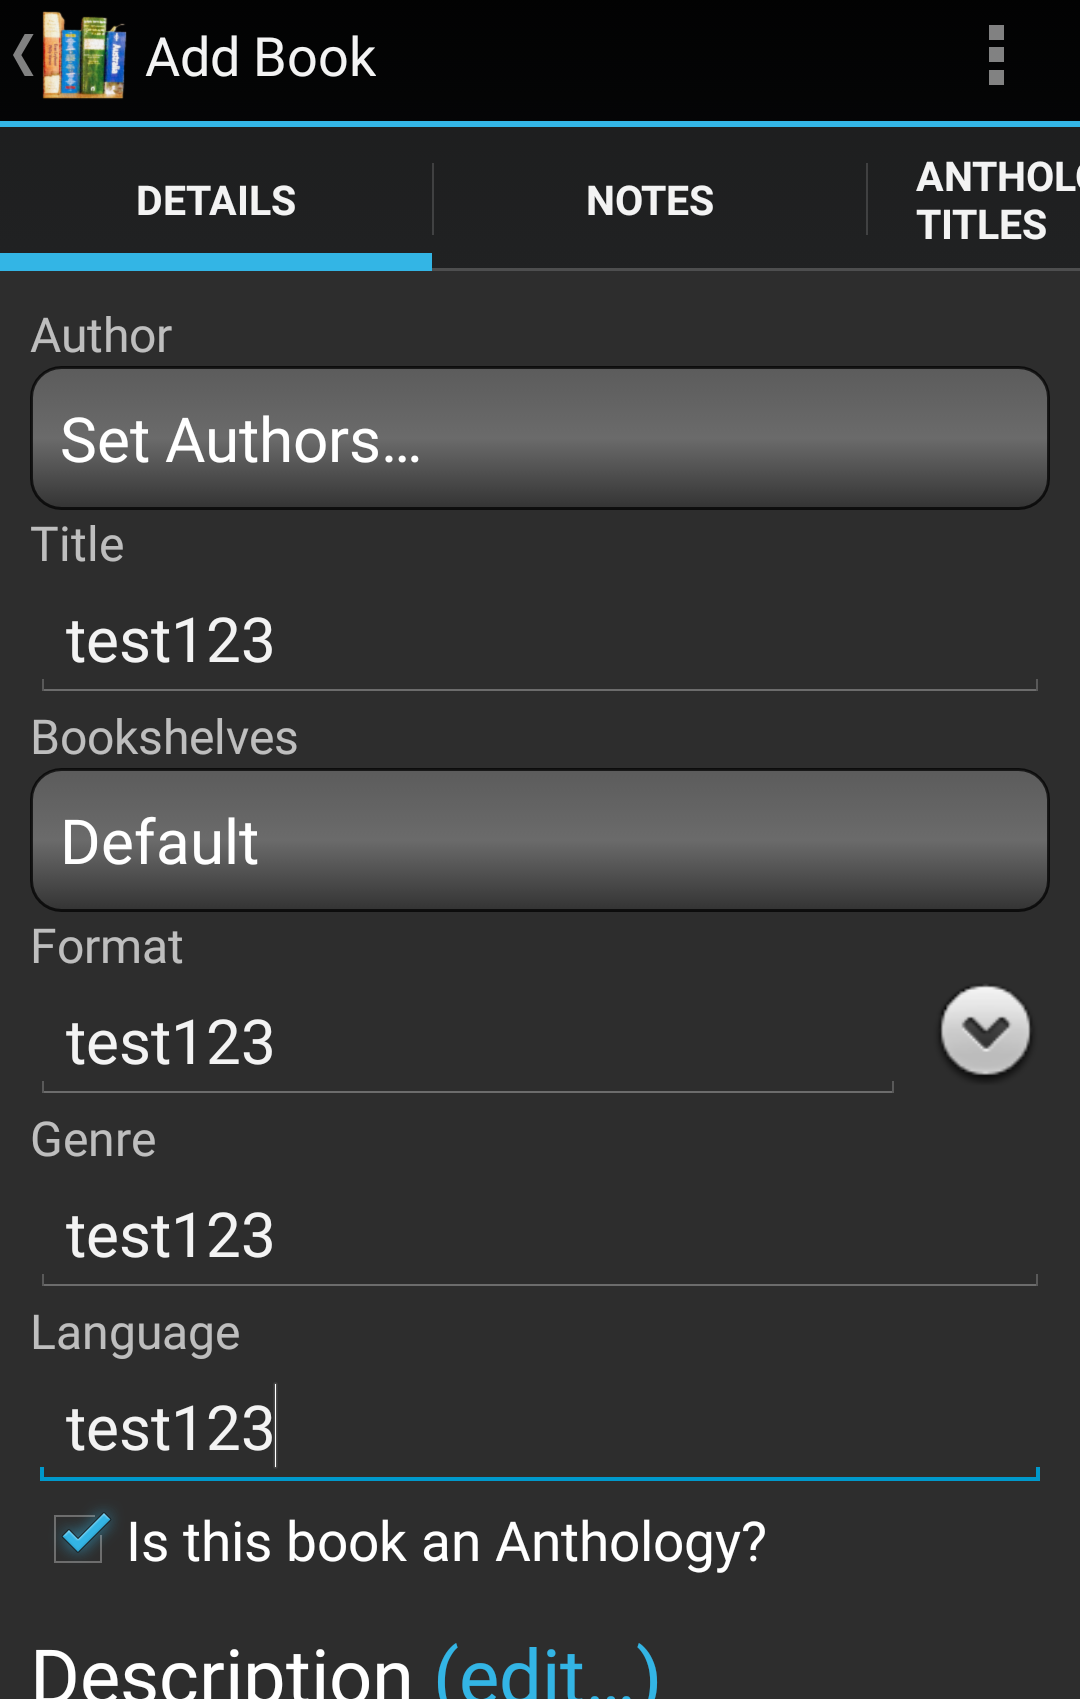 Add Book
DETAILS
NOTES
ANTHOL
TITLES
Author
Set Authors...
Title
test123
Bookshelves
Default
Format
test123
Genre
test123
Language
test123
Is this book an Anthology?
Description (edit...)